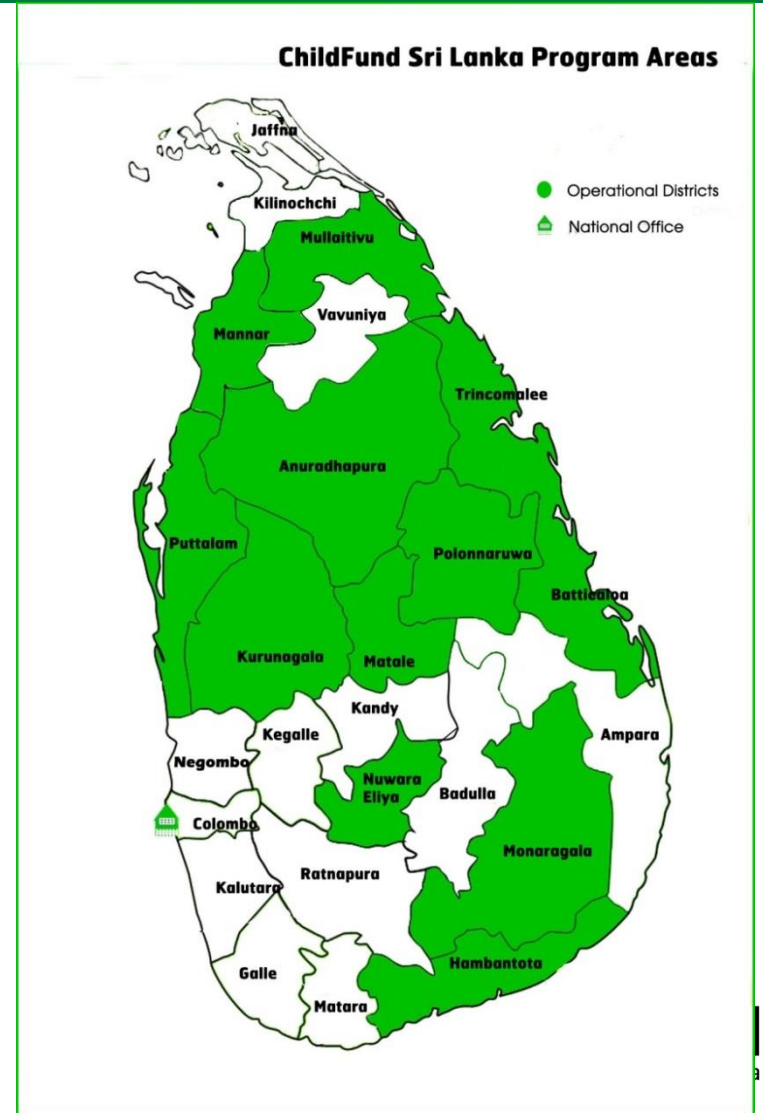 ChildFund Sri Lanka Program Areas
Jaffna
Operational Districts
Kilinochchi
National Office
Mullaitivu
Vavuniya
Mannar
Trincomalee
Anuradhapura
Puttalam
Polonnaruwa
Batticaloa
Kurunagala
Matale
Kandy
Kegalle
Ampara
Negombo
Nuwara
Eliya
Badulla
Colombo
Monaragala
Ratnapura
Kalutara
Hambantota
Galle
Matara